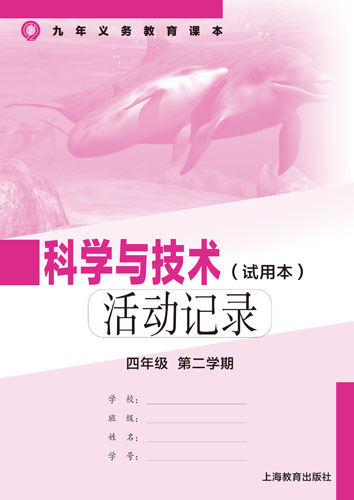 九年义务教育课本
科学与技术（试用本）
活动记录
四年级 第二学期
学 校：
班 级：
姓 名：
学 号：
上海教育出版社